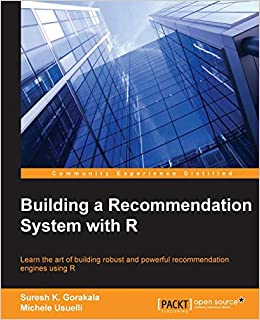 Community Experience Distilled
Building a Recommendation
System with R
Learn the art of building robust and powerful recommendation
engines using R
Suresh K. Gorakala
Michele Usuelli
PACKT
PUBLISHING
open source*